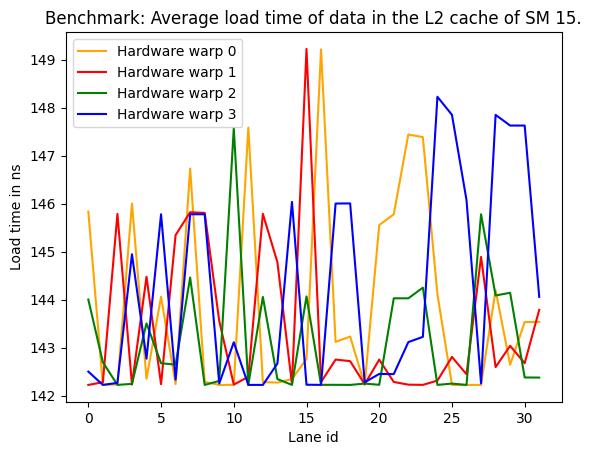 Benchmark: Average load time of data in the L2 cache of SM 15.
Hardware warp 0
Hardware warp 1
Hardware warp 2
Hardware warp 3
149
148
147
146
145
144
143
142
Load time in ns
0 5 10 15 20 25 30
Lane id